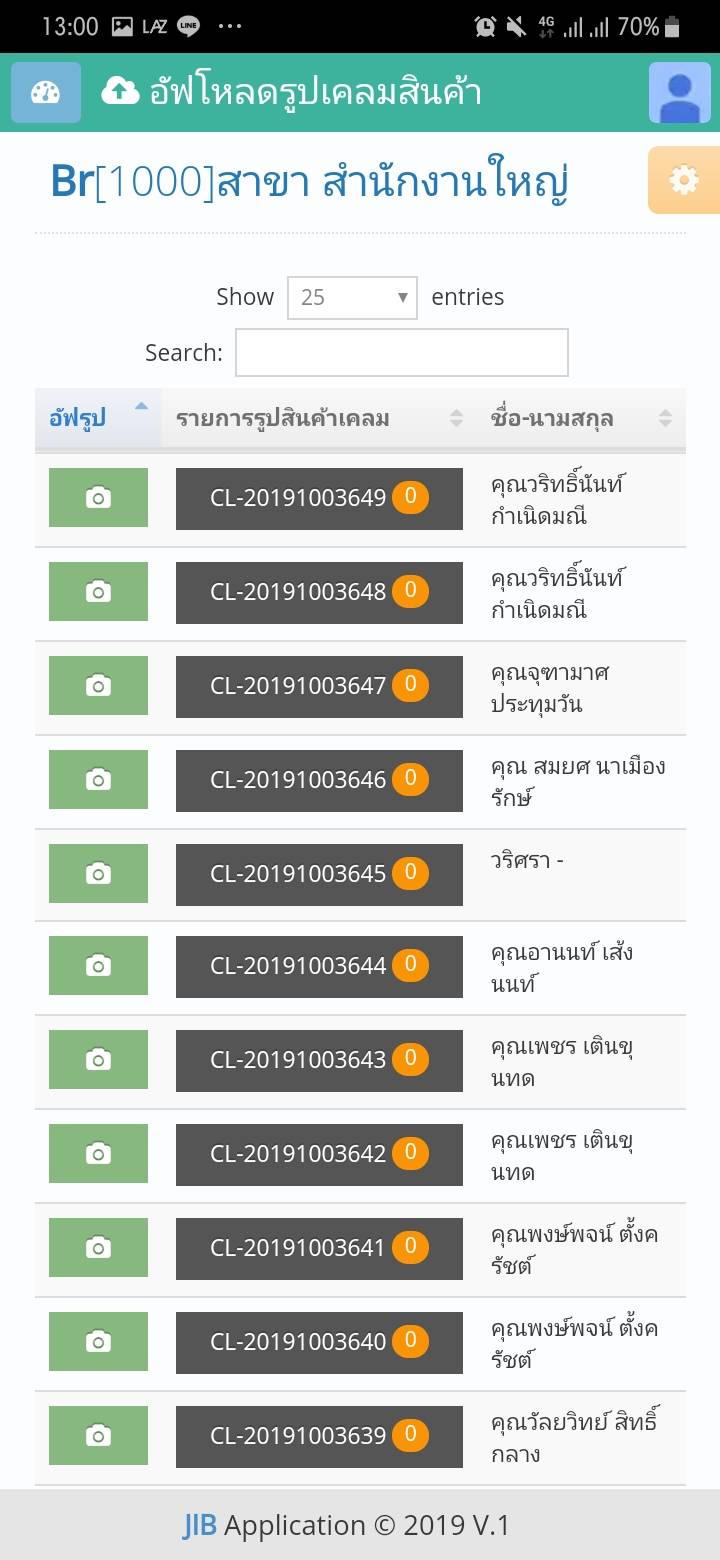 13:00 LAZ LINE ... 4G 70%
อัฟโหลดรูปเคลมสินค้า
Br[1000]สาขา สำนักงานใหญ่
Show 25 entries
Search:
อัฟรูป รายการรูปสินค้าเคลม ชื่อ-นามสกุล
CL-20191003649 0 คุณวริทธิ์นันท์
กำเนิดมณี
CL-20191003648 0 คุณวริทธิ์นันท์
กำเนิดมณี
CL-20191003647 0 คุณจุฑามาศ
ประทุมวัน
CL-20191003646 0 คุณ สมยศ นาเมือง
รักษ์
CL-20191003645 0 วริศรา -
CL-20191003644 0 คุณอานนท์ เส้ง
นนท์
CL-20191003643 0 คุณเพชร เตินขุ
นทด
CL-20191003642 0 คุณเพชร เตินขุ
นทด
CL-20191003641 0 คุณพงษ์พจน์ ตั้งค
รัชต์
CL-20191003640 0 คุณพงษ์พจน์ ตั้งค
รัชต์
CL-20191003639 0 คุณวัลยวิทย์ สิทธิ์
กลาง
JIB Application © 2019 V.1